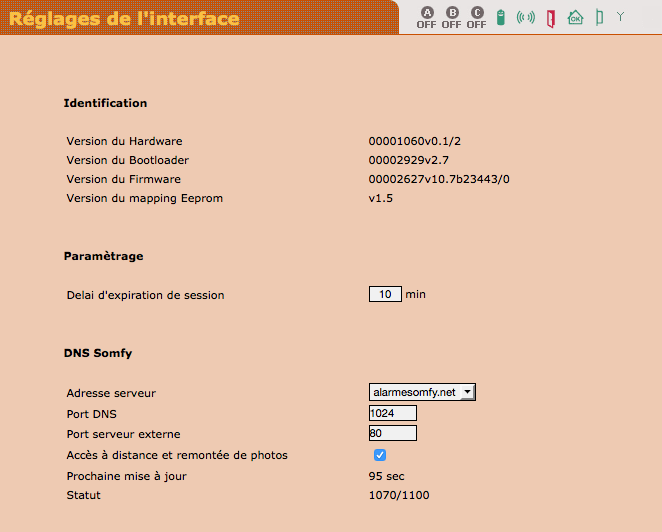 Réglages de l'interface
A B C
OFF OFF OFF OK
Identification
Version du Hardware 00001060v0.1/2
Version du Bootloader 00002929v2.7
Version du Firmware 00002627v10.7b23443/0
Version du mapping Eeprom v1.5
Paramètrage
Delai d'expiration de session 10 min
DNS Somfy
Adresse serveur alarmesomfy.net
Port DNS 1024
Port serveur externe 80
Accès à distance et remontée de photos
Prochaine mise à jour 95 sec
Statut 1070/1100